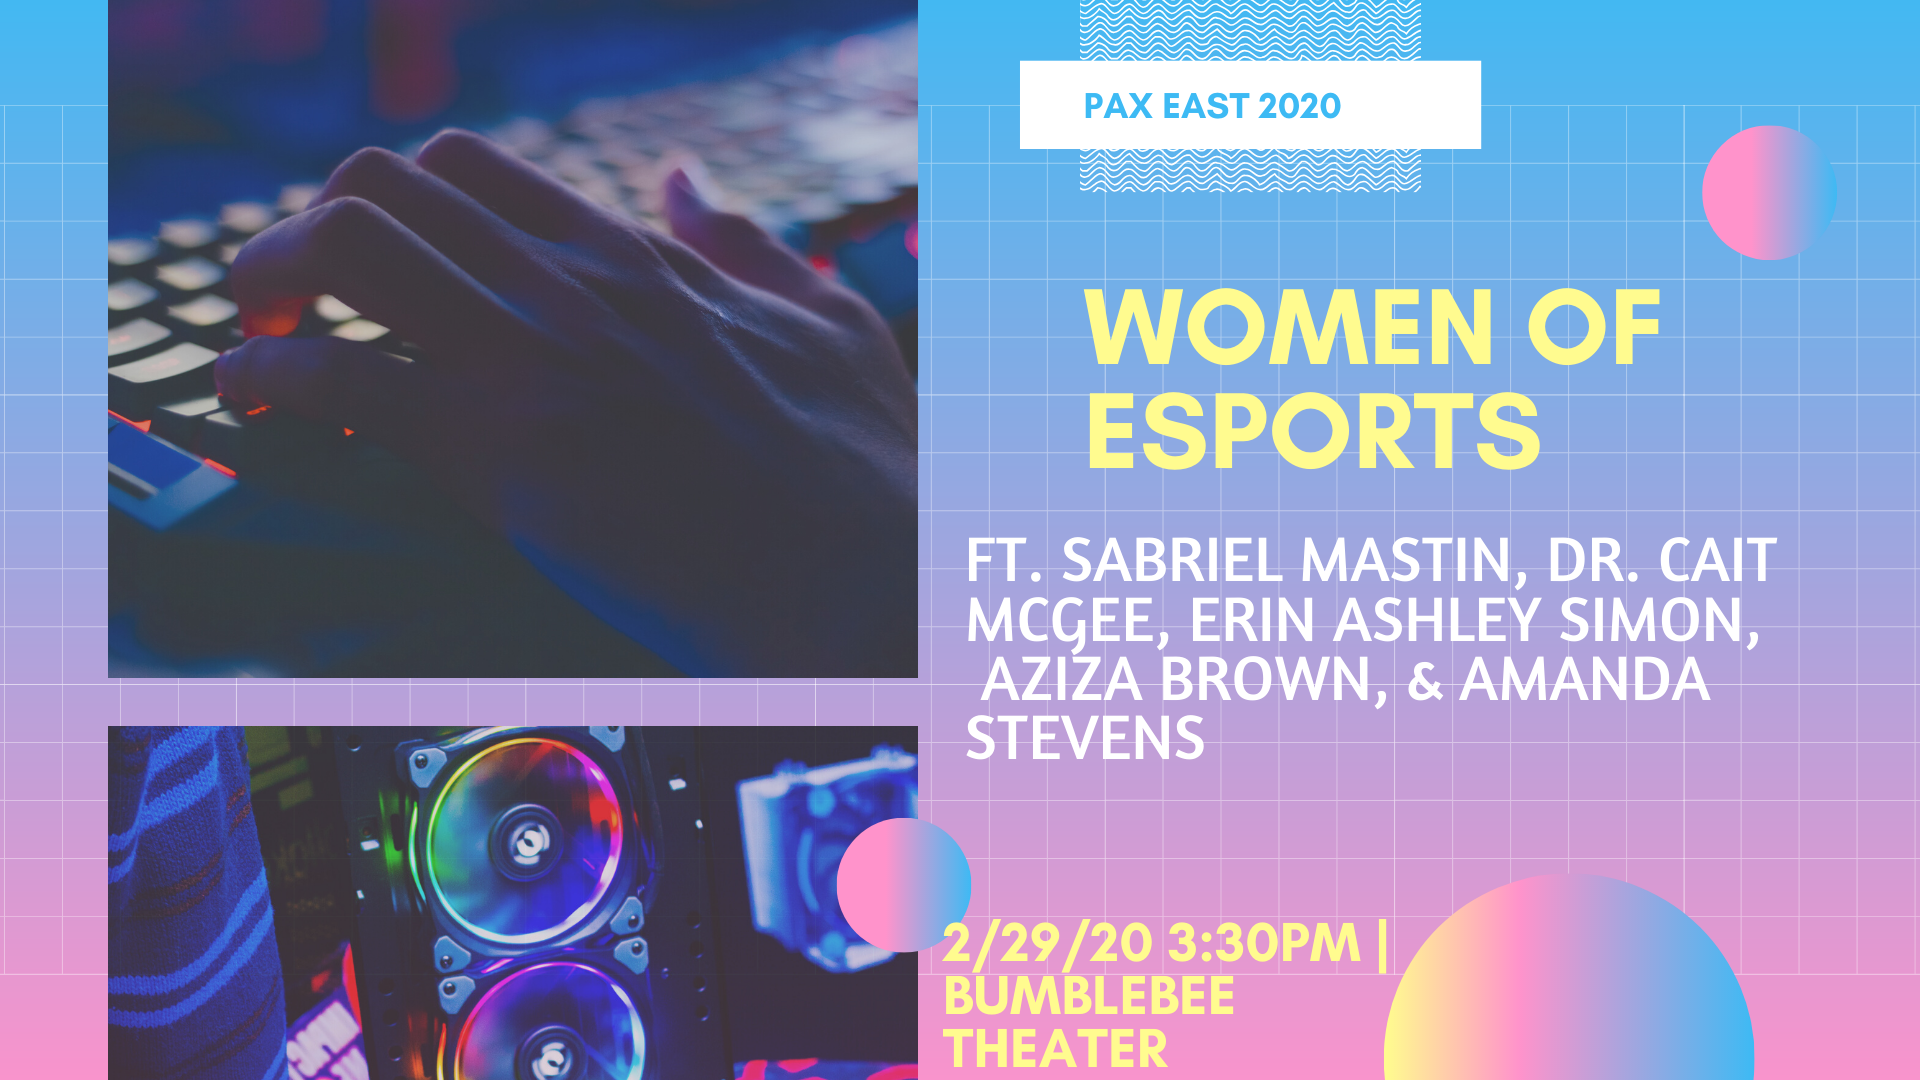 PAX EAST 2020
WOMEN OF
ESPORTS
FT. SABRIEL MASTIN, DR. CAIT
MCGEE, ERIN ASHLEY SIMON,
AZIZA BROWN, & AMANDA
STEVENS
2/29/20 3:30PM |
BUMBLEBEE
THEATER